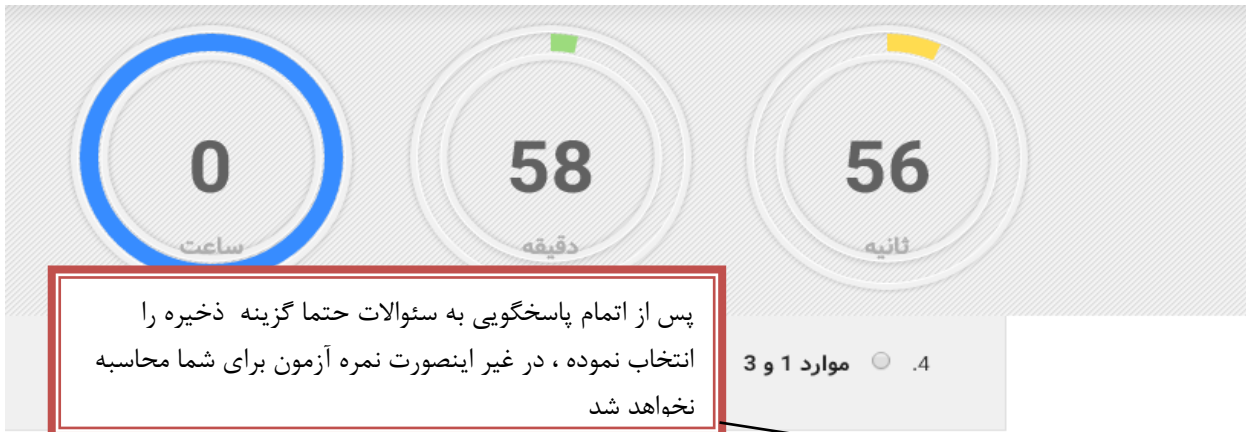 0
ساعت
58
دقیقه
56
ثانیه
پس از اتمام پاسخگویی به سئوالات حتما گزینه ذخیره را
انتخاب نموده ، در غیر اینصورت نمره آزمون برای شما محاسبه
نخواهد شد
4. موارد 1 و 3